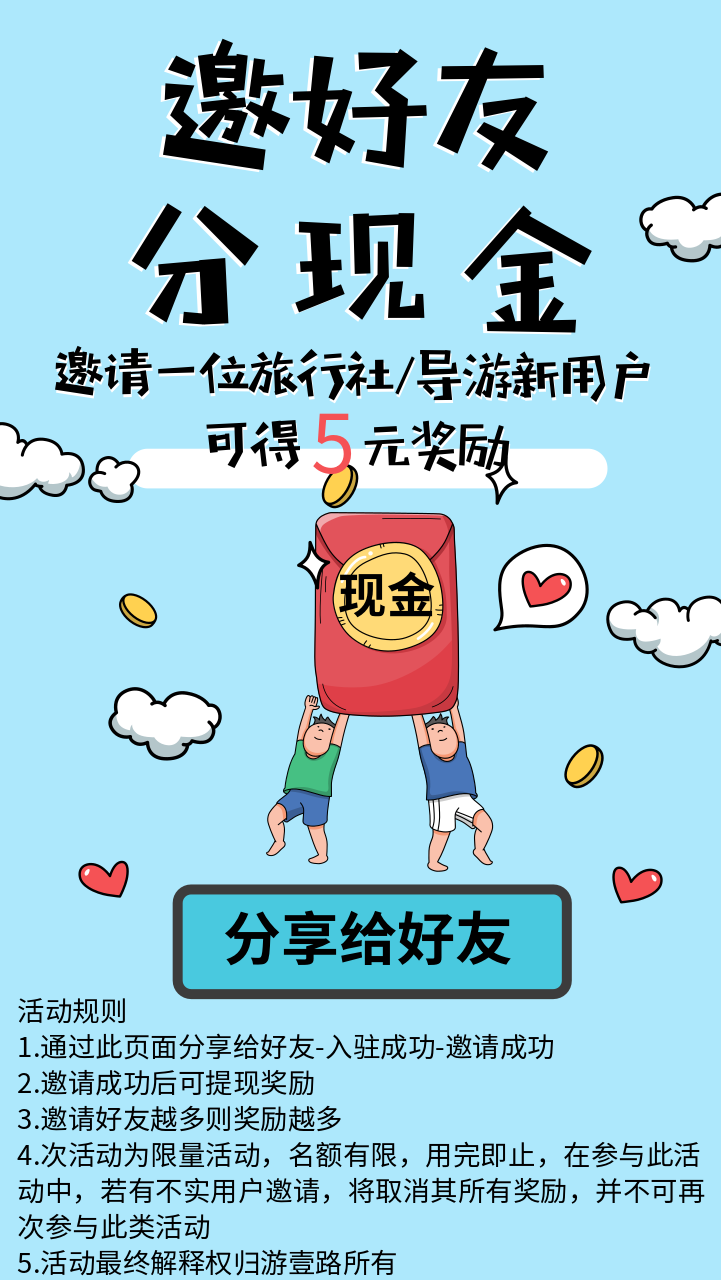 邀好友
分现金
邀请一位旅行社/导游新用户
可得5元奖励
现金
分享给好友
活动规则
1.通过此页面分享给好友-入驻成功-邀请成功
2.邀请成功后可提现奖励
3.邀请好友越多则奖励越多
4.次活动为限量活动，名额有限，用完即止，在参与此活
动中，若有不实用户邀请，将取消其所有奖励，并不可再
次参与此类活动
5.活动最终解释权归游壹路所有